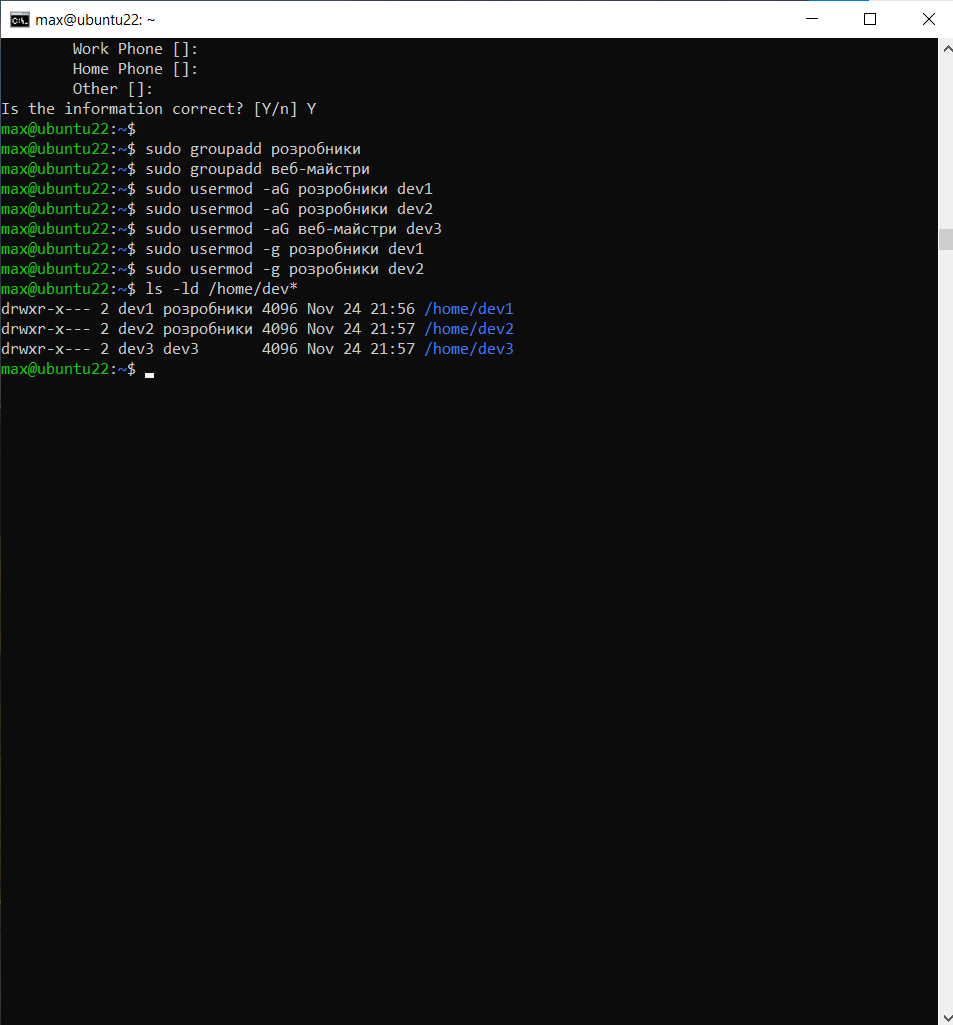 max@ubuntu22: ~
        Work Phone []:
        Home Phone []:
        Other []:
Is the information correct? [Y/n] Y
max@ubuntu22:~$
max@ubuntu22:~$ sudo groupadd розробники
max@ubuntu22:~$ sudo groupadd веб-майстри
max@ubuntu22:~$ sudo usermod -aG розробники dev1
max@ubuntu22:~$ sudo usermod -aG розробники dev2
max@ubuntu22:~$ sudo usermod -aG веб-майстри dev3
max@ubuntu22:~$ sudo usermod -g розробники dev1
max@ubuntu22:~$ sudo usermod -g розробники dev2
max@ubuntu22:~$ ls -ld /home/dev*
drwxr-x--- 2 dev1 розробники 4096 Nov 24 21:56 /home/dev1
drwxr-x--- 2 dev2 розробники 4096 Nov 24 21:57 /home/dev2
drwxr-x--- 2 dev3 dev3       4096 Nov 24 21:57 /home/dev3
max@ubuntu22:~$